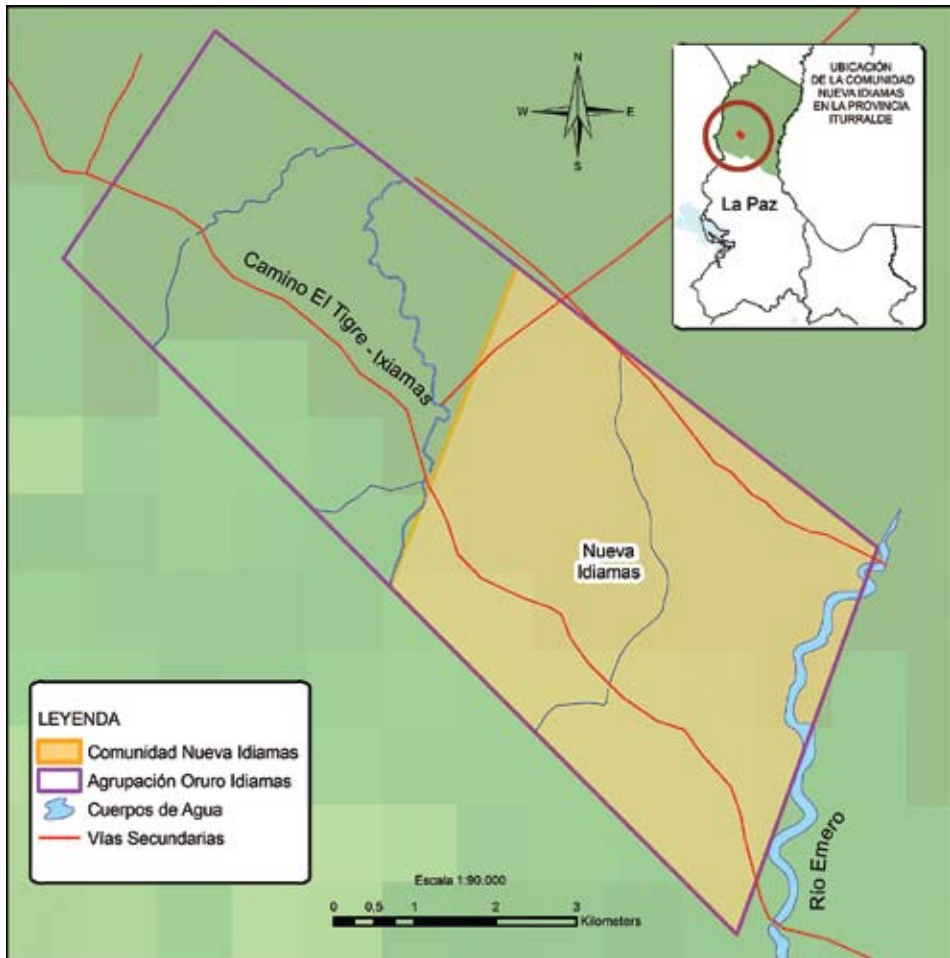 N
W
E
S
UBICACIÓN
DE LA COMUNIDAD
NUEVA IDIAMAS
EN LA PROVINCIA
ITURRALDE
La Paz
Camino El Tigre - Ixiamas
Nueva
Idiamas
Río Emero
LEYENDA
Comunidad Nueva Idiamas
Agrupación Oruro Idiamas
Cuerpos de Agua
Vías Secundarias
Escala 1:90.000
0 0,5 1 2 3
Kilometers